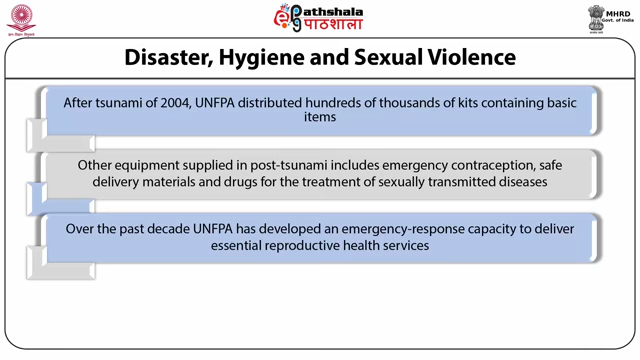 ePathshala
पाठशाला
MHRD
Govt. of India
Disaster, Hygiene and Sexual Violence
After tsunami of 2004, UNFPA distributed hundreds of thousands of kits containing basic
items
Other equipment supplied in post-tsunami includes emergency contraception, safe
delivery materials and drugs for the treatment of sexually transmitted diseases
Over the past decade UNFPA has developed an emergency-response capacity to deliver
essential reproductive health services